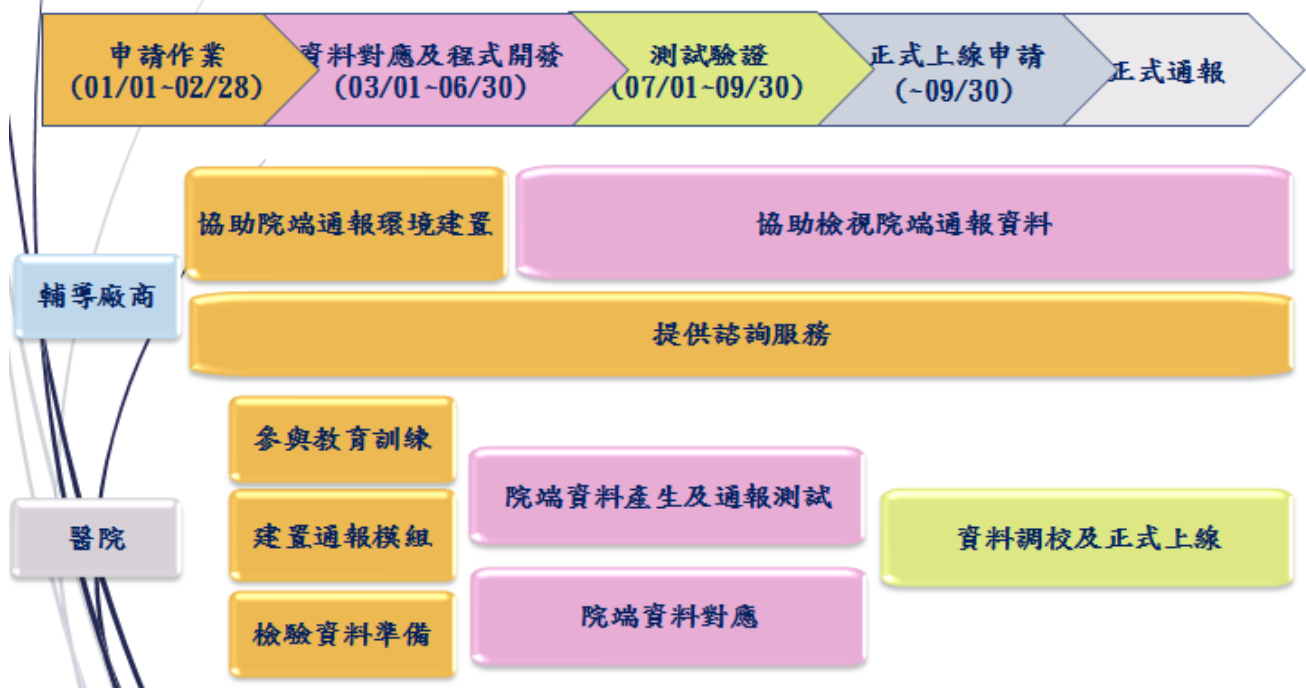 申請作業
(01/01~02/28)
資料對應及程式開發
(03/01~06/30)
測試驗證
(07/01~09/30)
正式上線申請
(~09/30)
正式通報
輔導廠商
協助院端通報環境建置
協助檢視院端通報資料
提供諮詢服務
醫院
參與教育訓練
建置通報模組
檢驗資料準備
院端資料產生及通報測試
院端資料對應
資料調校及正式上線